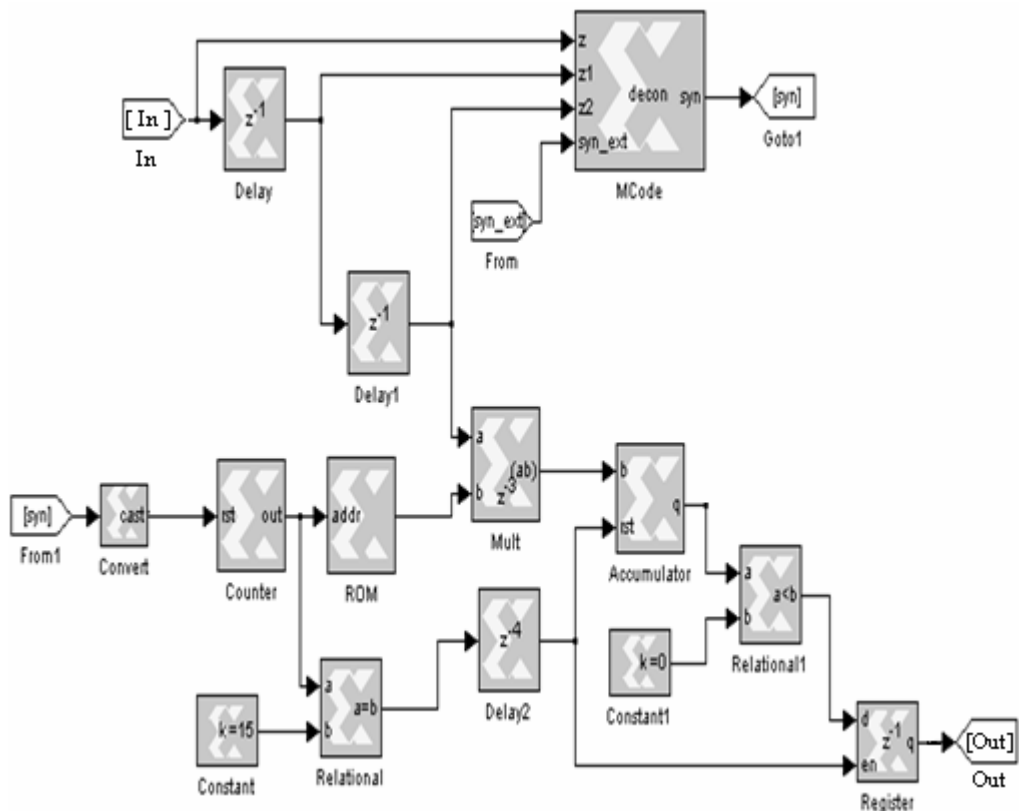 z
z1
z2
syn_ext
decon
syn
MCode
[syn]
Goto1
[ In ]
In
z-1
Delay
[syn_ext]
From
z-1
Delay1
a
b
(ab)
z-3
Mult
[syn]
From1
cast
Convert
rst
out
Counter
addr
ROM
b
rst
q
Accumulator
a
b
a<b
Relational1
z-4
Delay2
k=0
Constant1
k=15
Constant
a
b
a=b
Relational
d
en
z-1
q
Register
[Out]
Out